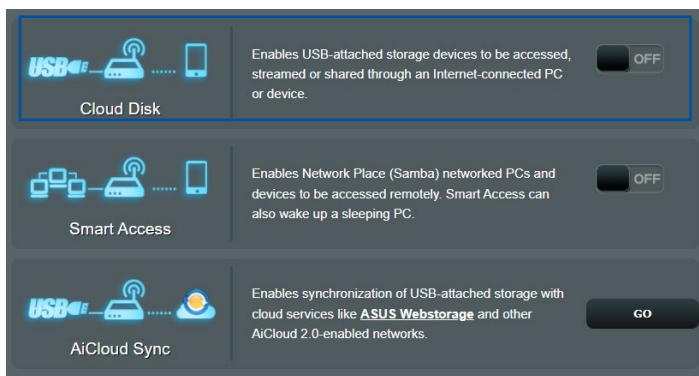 USB
Cloud Disk
Enables USB-attached storage devices to be accessed,
streamed or shared through an Internet-connected PC
or device.
OFF
Smart Access
Enables Network Place (Samba) networked PCs and
devices to be accessed remotely. Smart Access can
also wake up a sleeping PC.
OFF
USB
AiCloud Sync
Enables synchronization of USB-attached storage with
cloud services like ASUS Webstorage and other
AiCloud 2.0-enabled networks.
GO